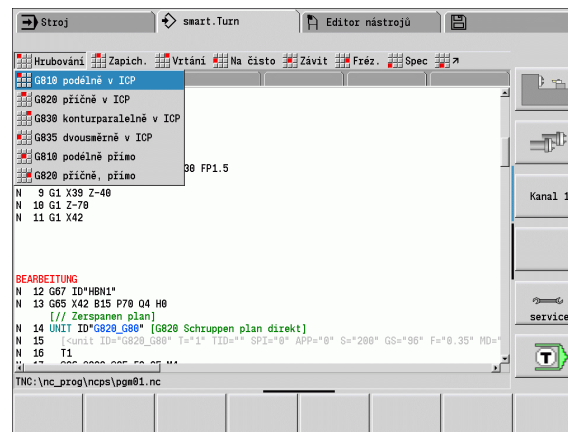 Stroj
smart.Turn
Editor nástrojů
Hrubování Zapich. Vrtání Na čisto Závit Fréz. Spec
G810 podélně v ICP
G820 příčně v ICP
G830 konturparalelně v ICP
G835 dvousměrně v ICP
G810 podélně přímo
G820 příčně, přímo
30 FP1.5
N 9 G1 X39 Z-40
N 10 G1 Z-70
N 11 G1 X42
BEARBEITUNG
N 12 G67 ID"HBN1"
N 13 G65 X42 B15 P70 Q4 H0
[// Zerspanen plan]
N 14 UNIT ID"G820_G80" [G820 Schruppen plan direkt]
N 15 [<unit ID="G820_G80" T="1" TID="" SPI="0" APP="0" S="200" GS="96" F="0.35" MD="
N 16 T1
TNC:\nc_prog\ncps\pgm01.nc
Kanal 1
service
T